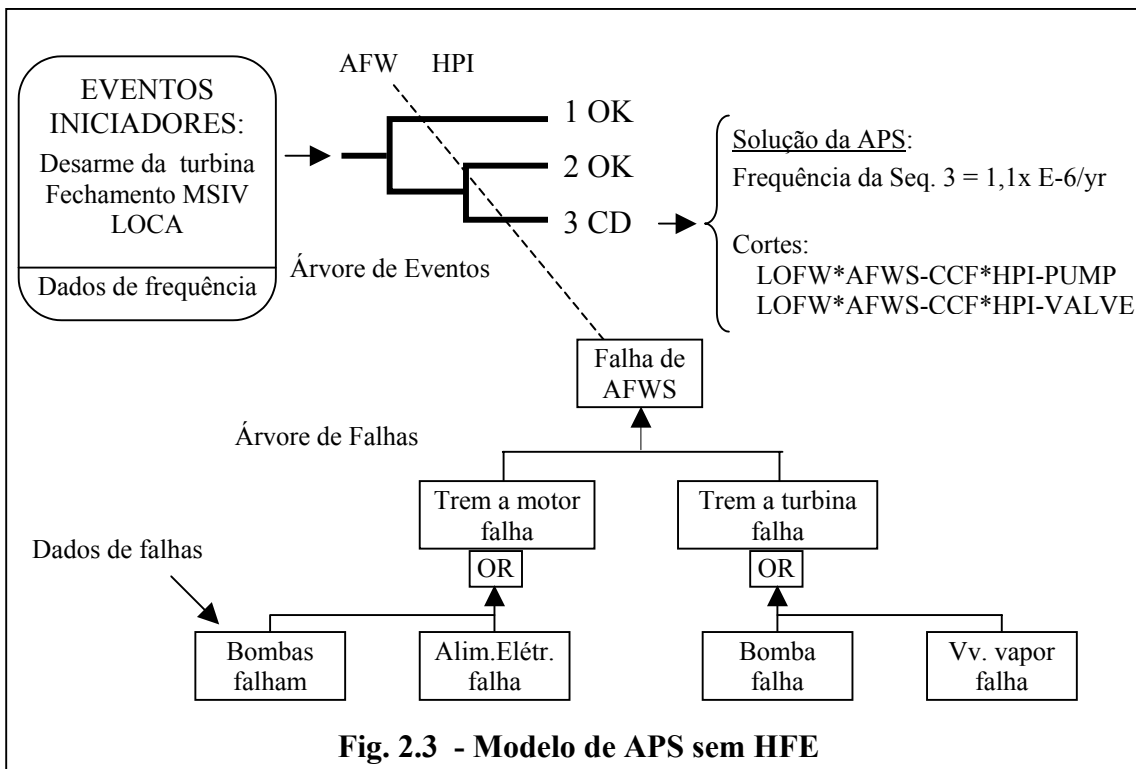 EVENTOS
INICIADORES:
Desarme da turbina
Fechamento MSIV
LOCA
Dados de frequência
AFW HPI
1 OK
2 OK
3 CD
Árvore de Eventos
Solução da APS:
Frequência da Seq. 3 = 1,1x E-6/yr
Cortes:
LOFW*AFWS-CCF*HPI-PUMP
LOFW*AFWS-CCF*HPI-VALVE
Falha de
AFWS
Árvore de Falhas
Trem a motor
falha
OR
Trem a turbina
falha
OR
Dados de falhas
Bombas
falham
Alim.Elétr.
falha
Bomba
falha
Vv. vapor
falha
Fig. 2.3 - Modelo de APS sem HFE